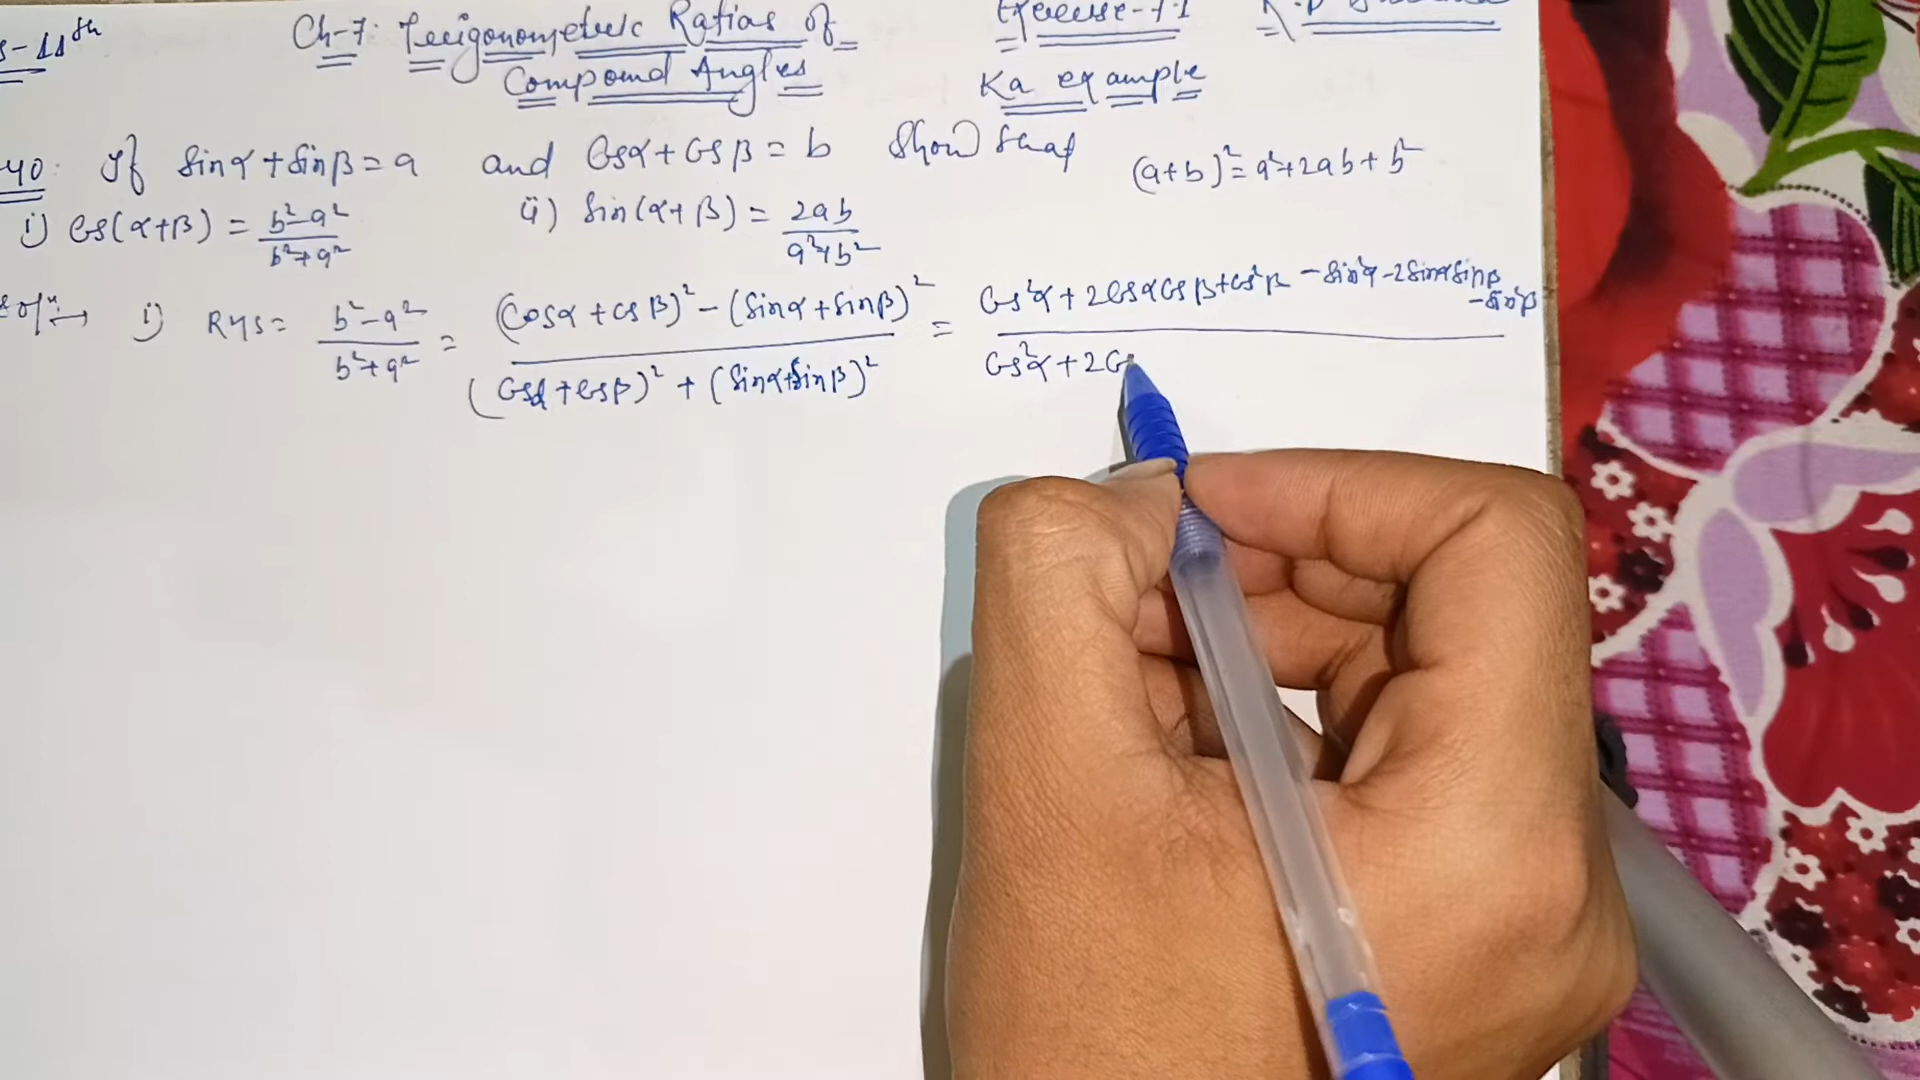 s-11th Ch-7: Trigonometric Ratios of Exercise-7.1
Compound Angles Ka example
40: If Sinα+Sinβ=a and Cosα+Cosβ=b Show that (a+b)²=a²+2ab+b²
i) Cos(α+β) = b²-a² / b²+a² ii) Sin(α+β) = 2ab / a²+b²
Solⁿ:→ i) RHS= b²-a² / b²+a² = (Cosα+Cosβ)²-(Sinα+Sinβ)² / (Cosα+Cosβ)²+(Sinα+Sinβ)² = Cos²α+2CosαCosβ+Cos²β-Sin²α-2SinαSinβ-Sin²β / Cos²α+2Co